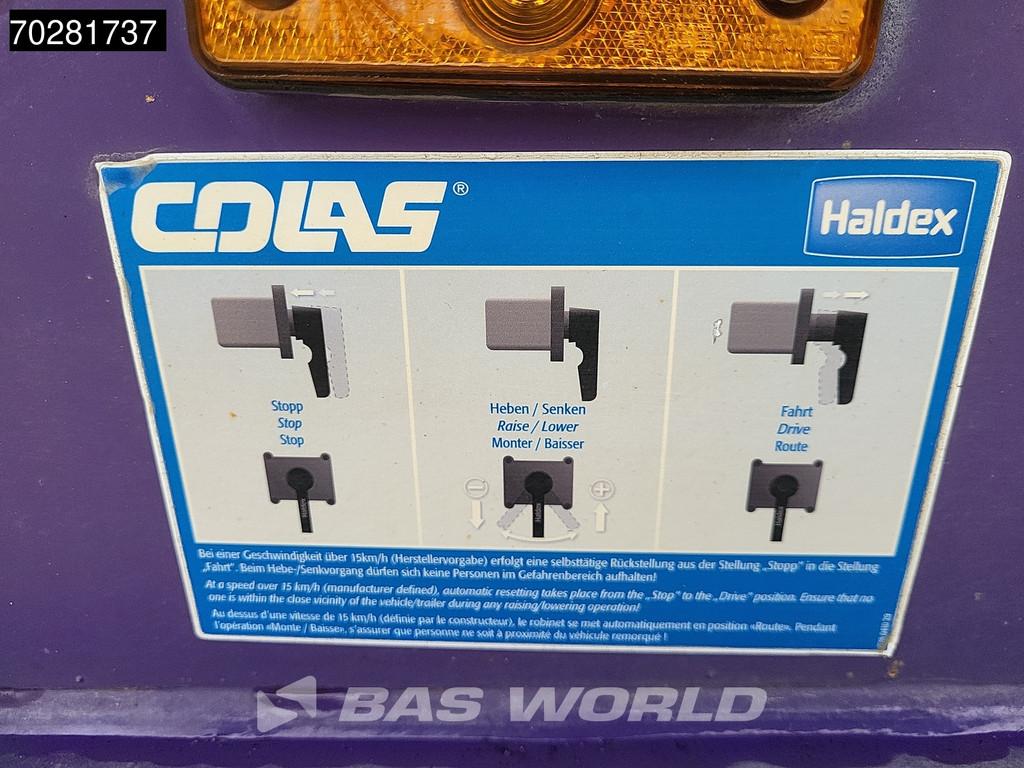 70281737
COLAS®
Haldex
Stopp
Stop
Stop
Heben / Senken
Raise / Lower
Monter / Baisser
Fahrt
Drive
Route
Haldex
Haldex
Haldex
Bei einer Geschwindigkeit über 15km/h (Herstellervorgabe) erfolgt eine selbsttätige Rückstellung aus der Stellung „Stopp" in die Stellung
„Fahrt". Beim Hebe-/Senkvorgang dürfen sich keine Personen im Gefahrenbereich aufhalten!
At a speed over 15 km/h (manufacturer defined), automatic resetting takes place from the „Stop" to the „Drive" position. Ensure that no
one is within the close vicinity of the vehicle/trailer during any raising/lowering operation!
Au dessus d'une vitesse de 15 km/h (définie par le constructeur), le robinet se met automatiquement en position «Route». Pendant
l'opération «Monte / Baisse», s'assurer que personne ne soit à proximité du véhicule remorqué !
BAS WORLD